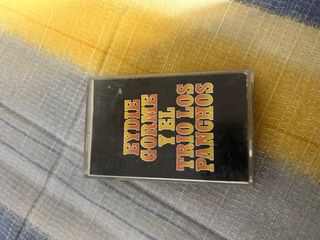 EYDIE
GORME
Y EL
TRIO LOS
PANCHOS